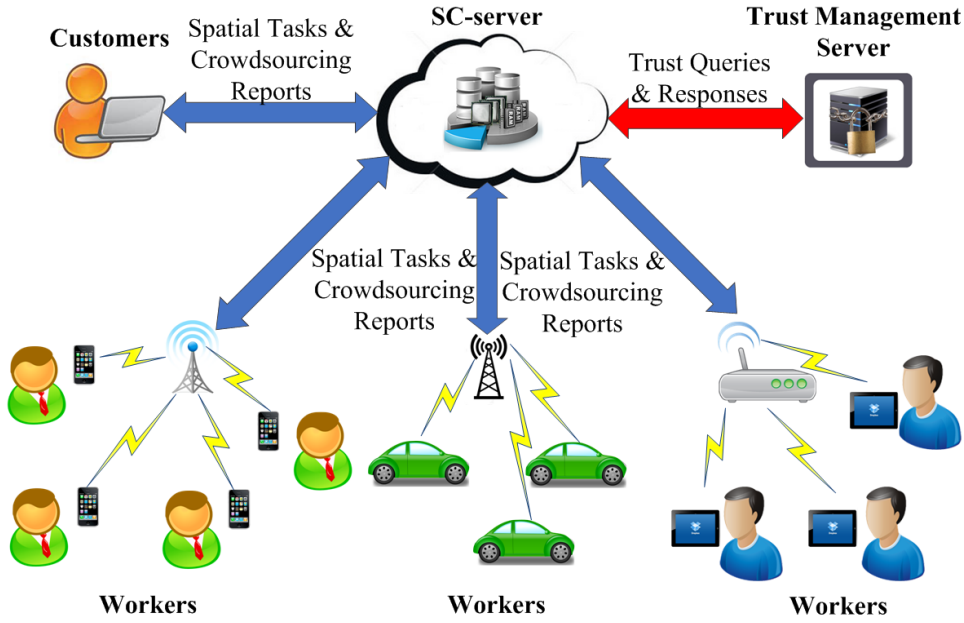 Customers
Spatial Tasks &
Crowdsourcing
Reports
SC-server
Trust Management
Server
Trust Queries
& Responses
Spatial Tasks &
Crowdsourcing
Reports
Spatial Tasks &
Crowdsourcing
Reports
Workers
Workers
Workers